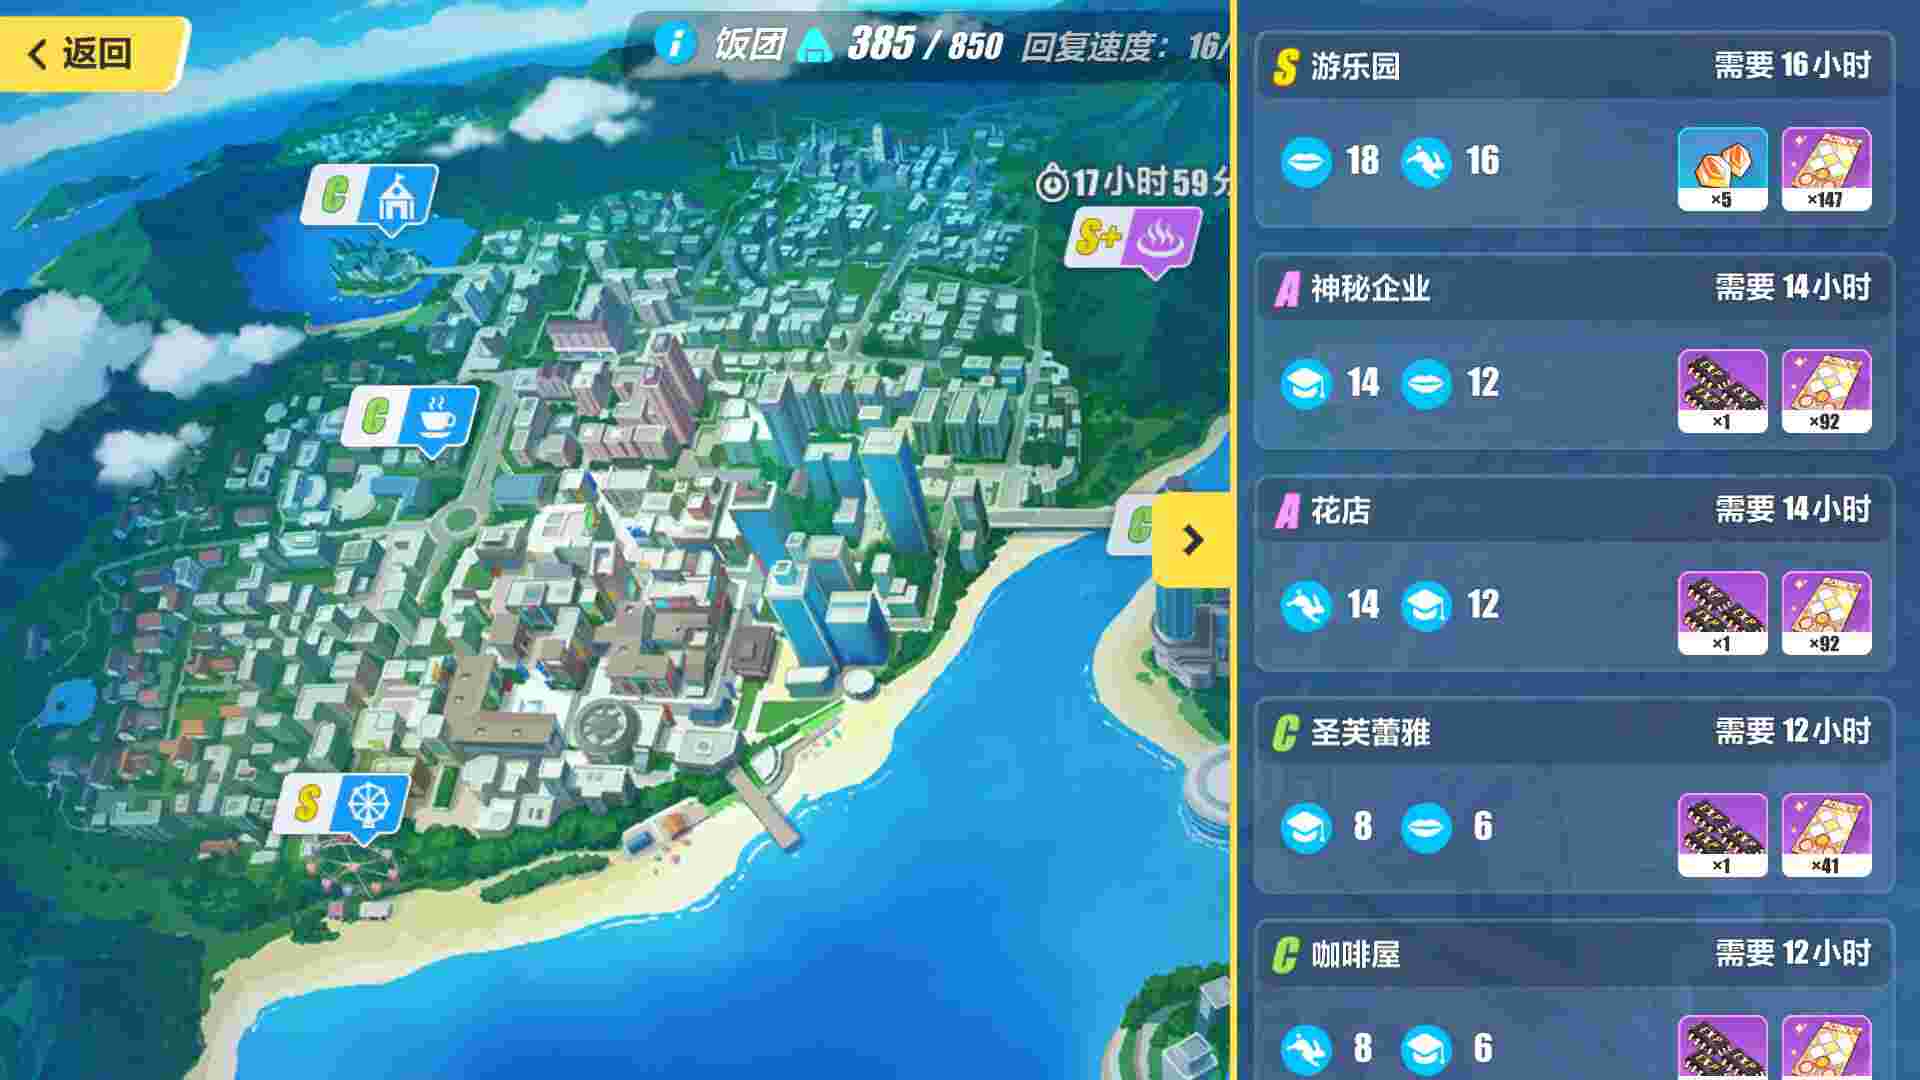 返回
饭团 385 / 850 回复速度： 16/
17小时59分
C
S+
C
C
S
S 游乐园 需要 16小时
18 16 ×5 ×147
A 神秘企业 需要 14小时
14 12 ×1 ×92
A 花店 需要 14小时
14 12 ×1 ×92
C 圣芙蕾雅 需要 12小时
8 6 ×1 ×41
C 咖啡屋 需要 12小时
8 6